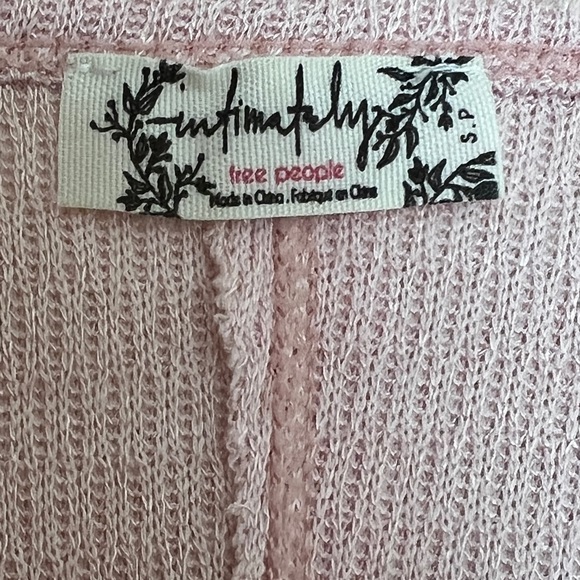 intimately
free people
Made in China . Fabriqué en Chine
S P